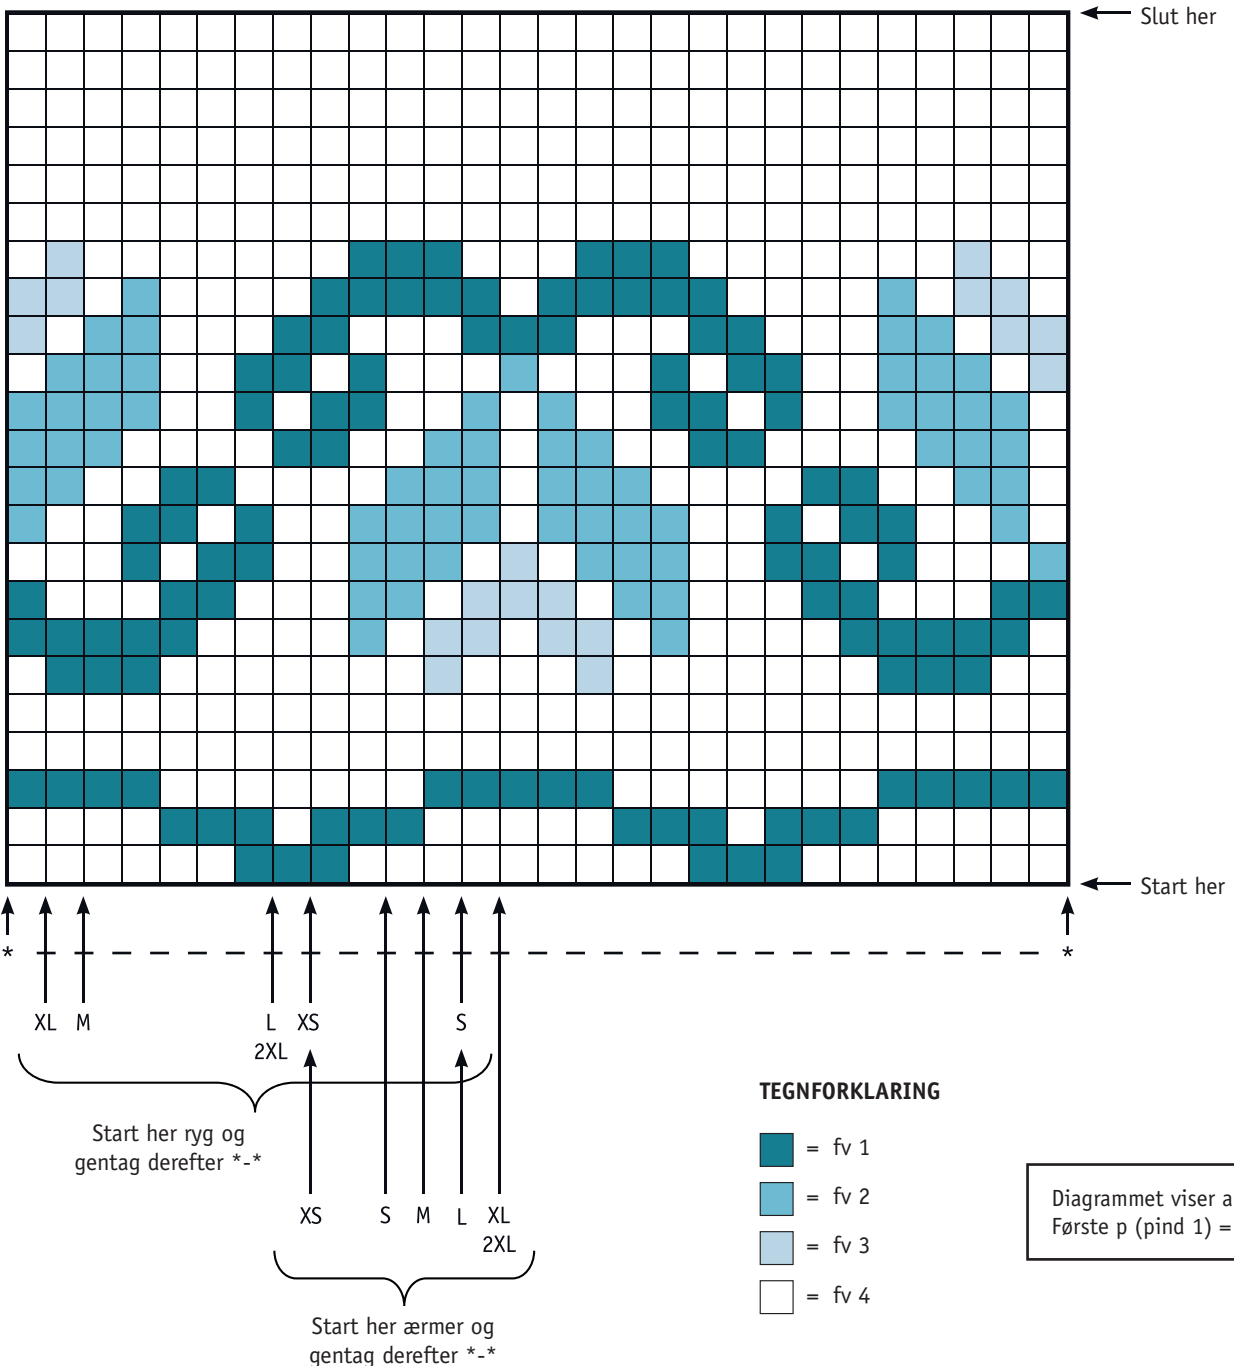 Slut her
Start her
* *
XL M L XS S
2XL
Start her ryg og
gentag derefter *-*
XS S M L XL
2XL
Start her ærmer og
gentag derefter *-*
TEGNFORKLARING
= fv 1
= fv 2
= fv 3
= fv 4
Diagrammet viser a
Første p (pind 1) =